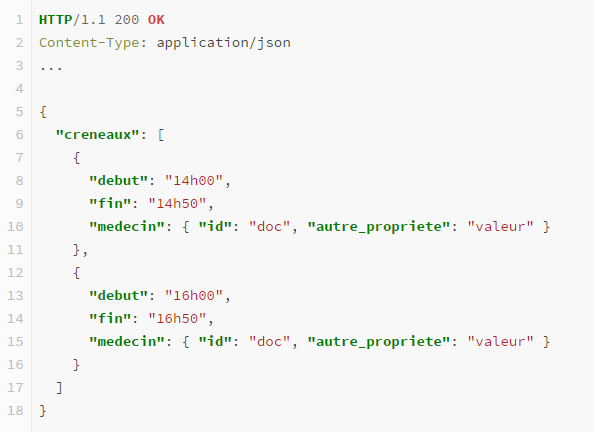 1 HTTP/1.1 200 OK
2 Content-Type: application/json
3 ...
4
5 {
6   "creneaux": [
7     {
8       "debut": "14h00",
9       "fin": "14h50",
10       "medecin": { "id": "doc", "autre_propriete": "valeur" }
11     },
12     {
13       "debut": "16h00",
14       "fin": "16h50",
15       "medecin": { "id": "doc", "autre_propriete": "valeur" }
16     }
17   ]
18 }